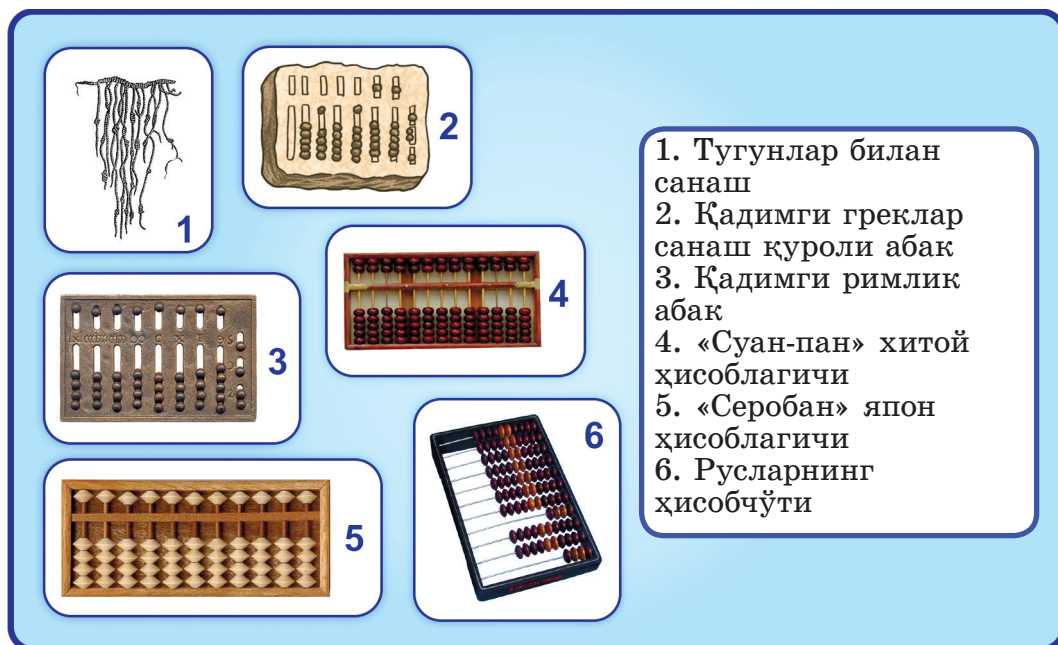 1
2
3
4
5
6
1. Тугунлар билан
санаш
2. Қадимги греклар
санаш қуроли абак
3. Қадимги римлик
абак
4. «Суан-пан» хитой
ҳисоблагичи
5. «Серобан» япон
ҳисоблагичи
6. Русларнинг
ҳисобчўти